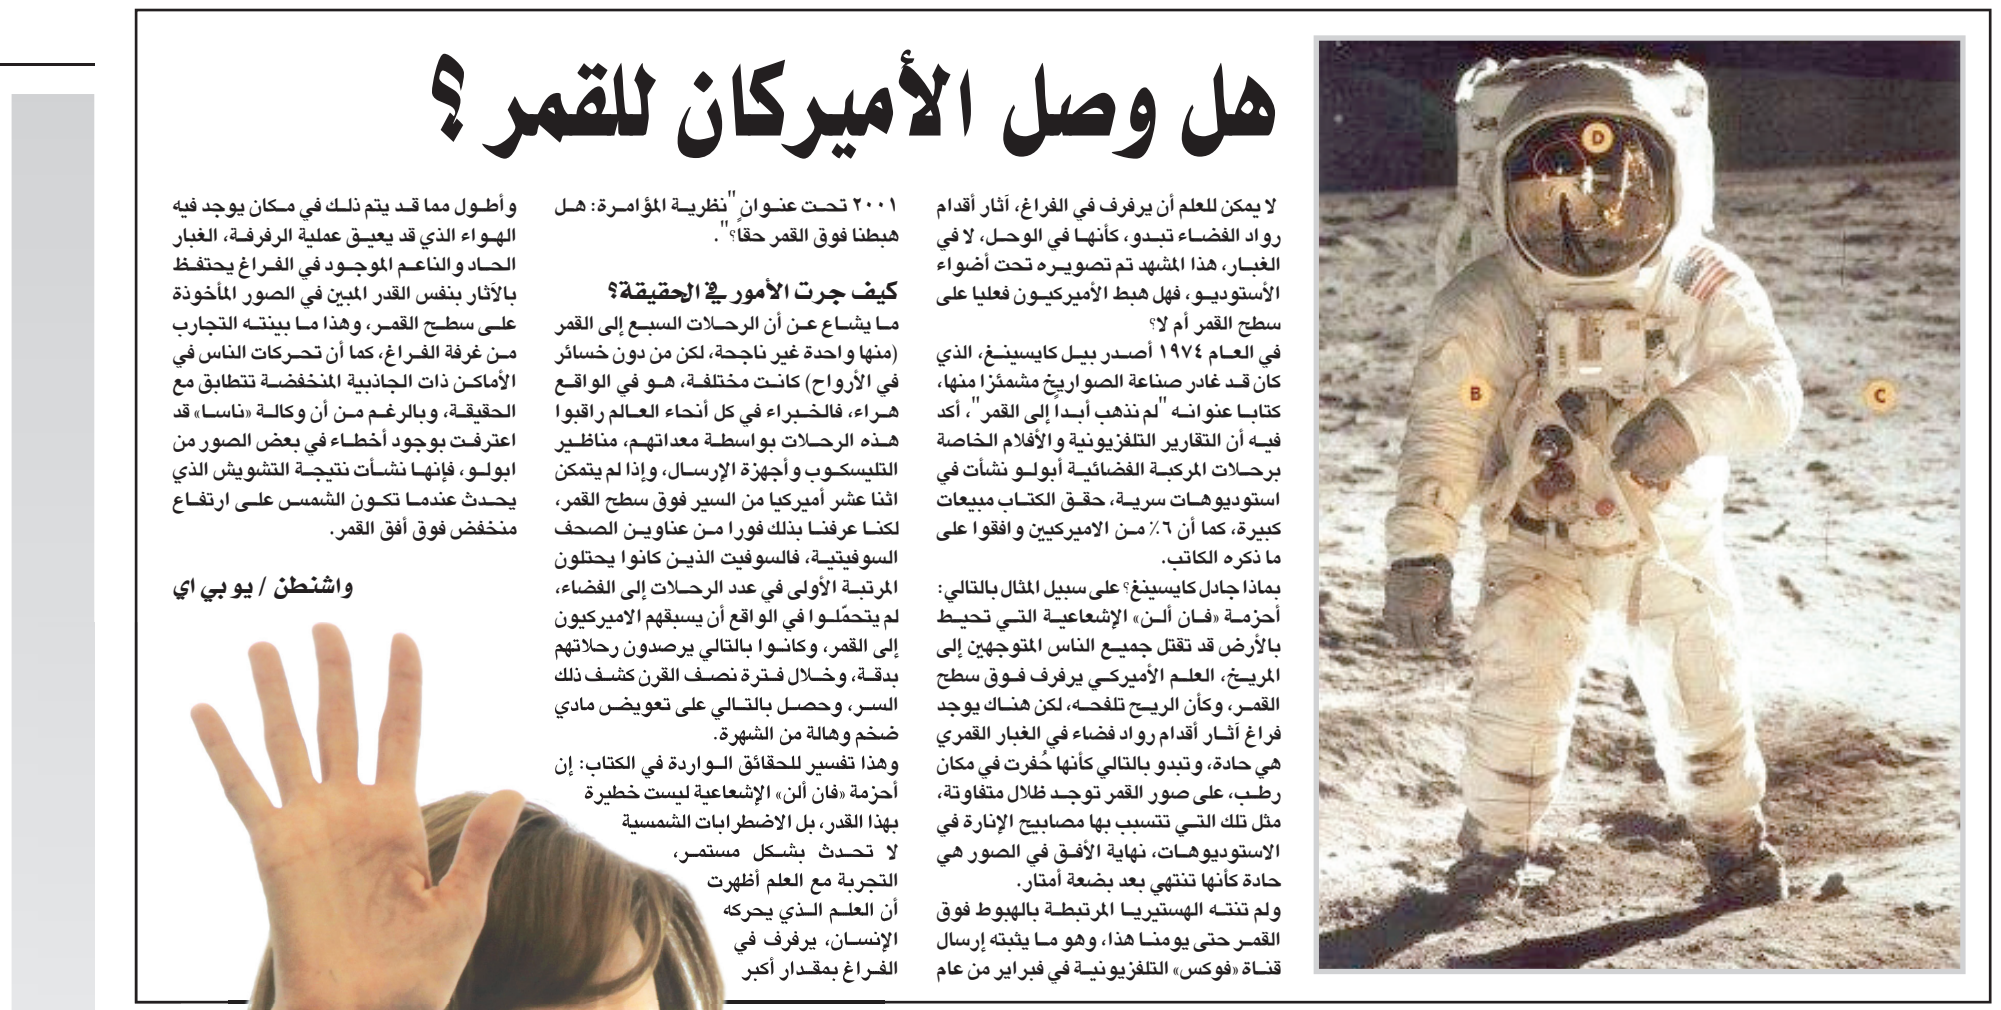 هل وصل الأميركان للقمر ؟
لا يمكن للعلم أن يرفرف في الفراغ، آثار أقدام
رواد الفضاء تبدو، كأنها في الوحل، لا في
الغبار، هذا المشهد تم تصويره تحت أضواء
الأستوديو، فهل هبط الأميركيون فعليا على
سطح القمر أم لا؟
في العام ١٩٧٤ أصدر بيل كايسينغ، الذي
كان قد غادر صناعة الصواريخ مشمئزا منها،
كتابا عنوانه "لم نذهب أبداً إلى القمر"، أكد
فيه أن التقارير التلفزيونية والأفلام الخاصة
برحلات المركبة الفضائية أبولو نشأت في
استوديوهات سرية، حقق الكتاب مبيعات
كبيرة، كما أن ٦٪ من الاميركيين وافقوا على
ما ذكره الكاتب.
بماذا جادل كايسينغ؟ على سبيل المثال بالتالي:
أحزمة «فان ألن» الإشعاعية التي تحيط
بالأرض قد تقتل جميع الناس المتوجهين إلى
المريخ، العلم الأميركي يرفرف فوق سطح
القمر، وكأن الريح تلفحه، لكن هناك يوجد
فراغ آثار أقدام رواد فضاء في الغبار القمري
هي حادة، وتبدو بالتالي كأنها حُفرت في مكان
رطب، على صور القمر توجد ظلال متفاوتة،
مثل تلك التي تتسبب بها مصابيح الإنارة في
الاستوديوهات، نهاية الأفق في الصور هي
حادة كأنها تنتهي بعد بضعة أمتار.
ولم تنته الهستيريا المرتبطة بالهبوط فوق
القمر حتى يومنا هذا، وهو ما يثبته إرسال
قناة «فوكس» التلفزيونية في فبراير من عام
٢٠٠١ تحت عنوانٍ "نظرية المؤامرة: هل
هبطنا فوق القمر حقاً؟".
كيف جرت الأمور في الحقيقة؟
ما يشاع عن أن الرحلات السبع إلى القمر
(منها واحدة غير ناجحة، لكن من دون خسائر
في الأرواح) كانت مختلفة، هو في الواقع
هراء، فالخبراء في كل أنحاء العالم راقبوا
هذه الرحلات بواسطة معداتهم، مناظير
التليسكوب وأجهزة الإرسال، وإذا لم يتمكن
اثنا عشر أميركيا من السير فوق سطح القمر،
لكنا عرفنا بذلك فورا من عناوين الصحف
السوفيتية، فالسوفيت الذين كانوا يحتلون
المرتبة الأولى في عدد الرحلات إلى الفضاء،
لم يتحمّلوا في الواقع أن يسبقهم الاميركيون
إلى القمر، وكانوا بالتالي يرصدون رحلاتهم
بدقة، وخلال فترة نصف القرن كشف ذلك
السر، وحصل بالتالي على تعويض مادي
ضخم وهالة من الشهرة.
وهذا تفسير للحقائق الواردة في الكتاب: إن
أحزمة «فان ألن» الإشعاعية ليست خطيرة
بهذا القدر، بل الاضطرابات الشمسية
لا تحدث بشكل مستمر،
التجربة مع العلم أظهرت
أن العلم الذي يحركه
الإنسان، يرفرف في
الفراغ بمقدار أكبر
وأطول مما قد يتم ذلك في مكان يوجد فيه
الهواء الذي قد يعيق عملية الرفرفة، الغبار
الحاد والناعم الموجود في الفراغ يحتفظ
بالآثار بنفس القدر المبين في الصور المأخوذة
على سطح القمر، وهذا ما بينته التجارب
من غرفة الفراغ، كما أن تحركات الناس في
الأماكن ذات الجاذبية المنخفضة تتطابق مع
الحقيقة، وبالرغم من أن وكالة «ناسا» قد
اعترفت بوجود أخطاء في بعض الصور من
ابولو، فإنها نشأت نتيجة التشويش الذي
يحدث عندما تكون الشمس على ارتفاع
منخفض فوق أفق القمر.
واشنطن / يو بي اي
D
B
C